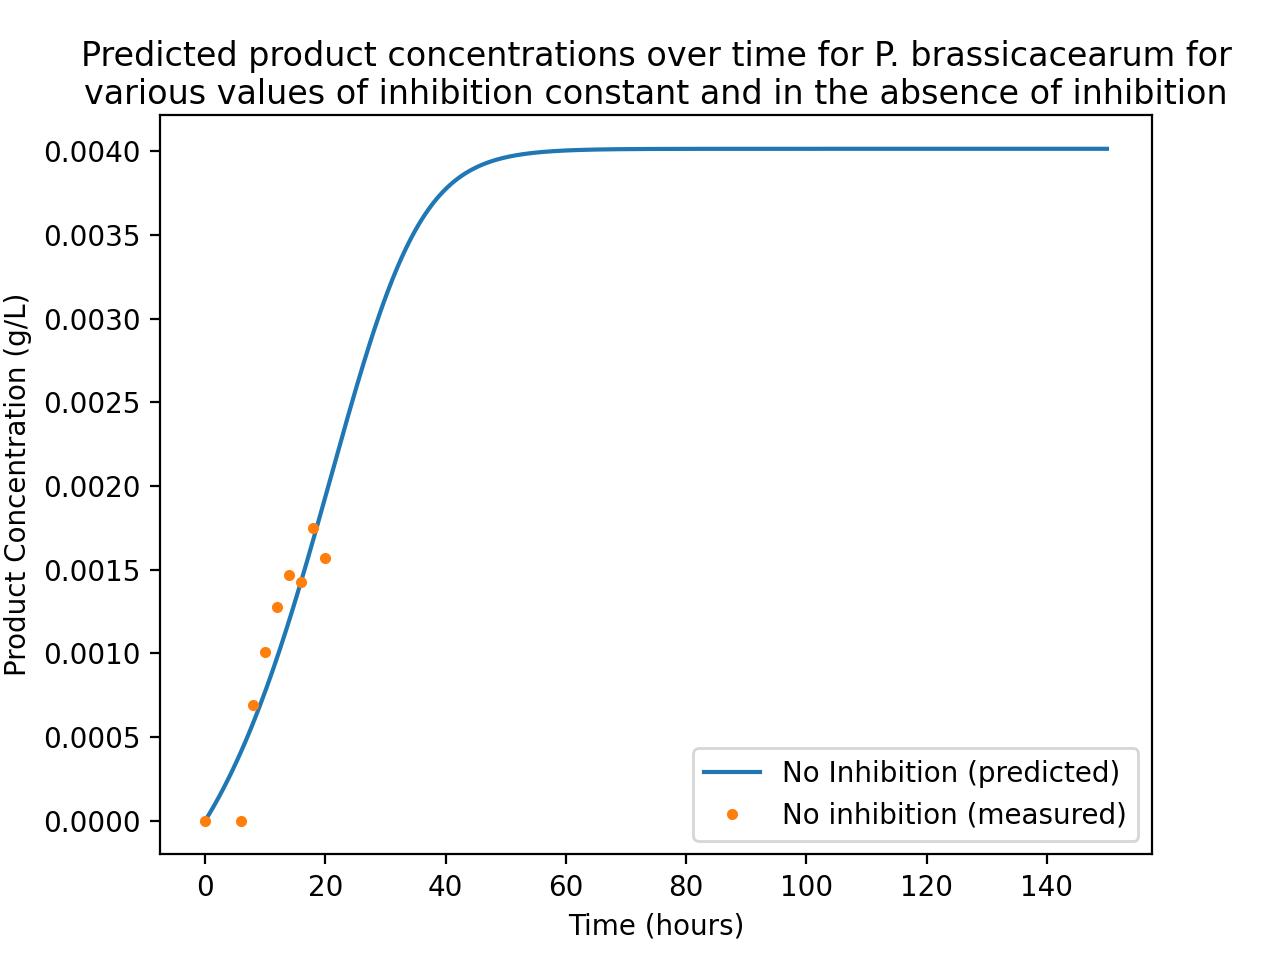 Predicted product concentrations over time for P. brassicacearum for
various values of inhibition constant and in the absence of inhibition
Product Concentration (g/L)
0.0040
0.0035
0.0030
0.0025
0.0020
0.0015
0.0010
0.0005
0.0000
No Inhibition (predicted)
No inhibition (measured)
0 20 40 60 80 100 120 140
Time (hours)